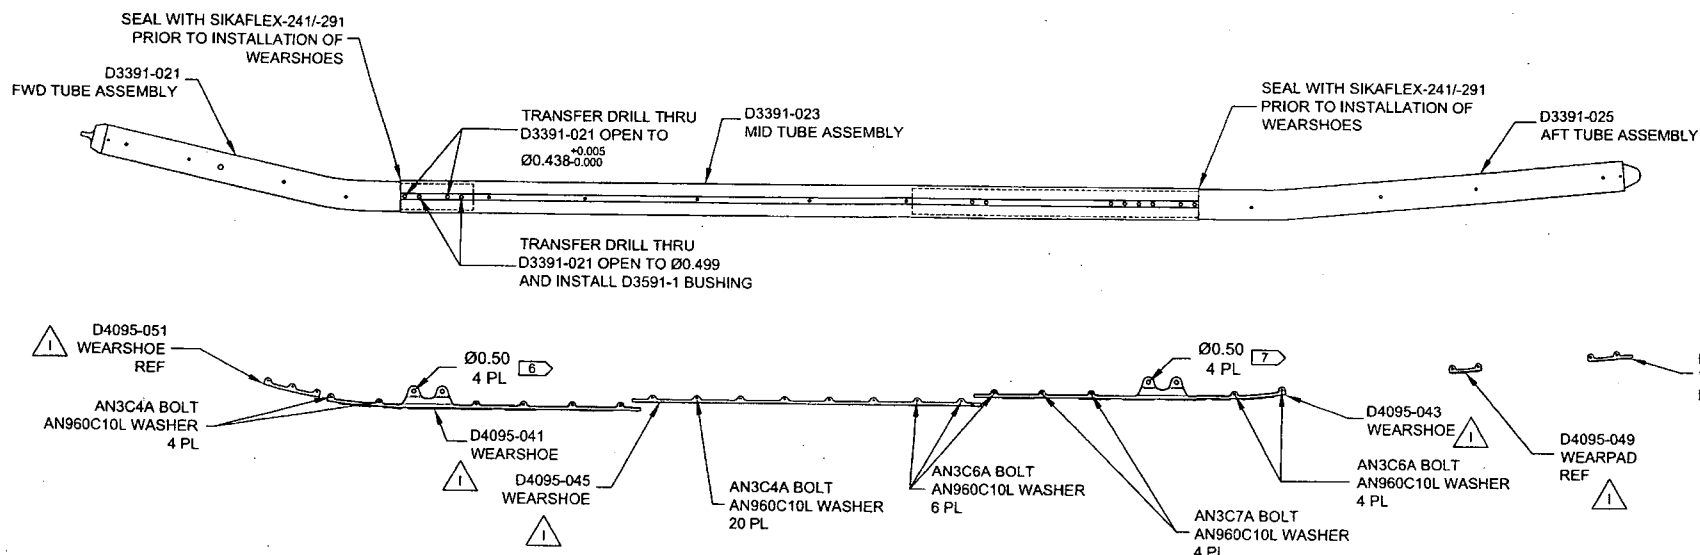 SEAL WITH SIKAFLEX-241/-291
PRIOR TO INSTALLATION OF
WEARSHOES
D3391-021
FWD TUBE ASSEMBLY
TRANSFER DRILL THRU
D3391-021 OPEN TO
Ø0.438+0.005-0.000
D3391-023
MID TUBE ASSEMBLY
SEAL WITH SIKAFLEX-241/-291
PRIOR TO INSTALLATION OF
WEARSHOES
D3391-025
AFT TUBE ASSEMBLY
TRANSFER DRILL THRU
D3391-021 OPEN TO Ø0.499
AND INSTALL D3591-1 BUSHING
1
D4095-051
WEARSHOE
REF
Ø0.50
4 PL
6
Ø0.50
4 PL
7
AN3C4A BOLT
AN960C10L WASHER
4 PL
D4095-041
WEARSHOE
1
D4095-045
WEARSHOE
1
AN3C4A BOLT
AN960C10L WASHER
20 PL
AN3C6A BOLT
AN960C10L WASHER
6 PL
AN3C7A BOLT
AN960C10L WASHER
4 PL
AN3C6A BOLT
AN960C10L WASHER
4 PL
D4095-043
WEARSHOE
1
D4095-049
WEARPAD
REF
1